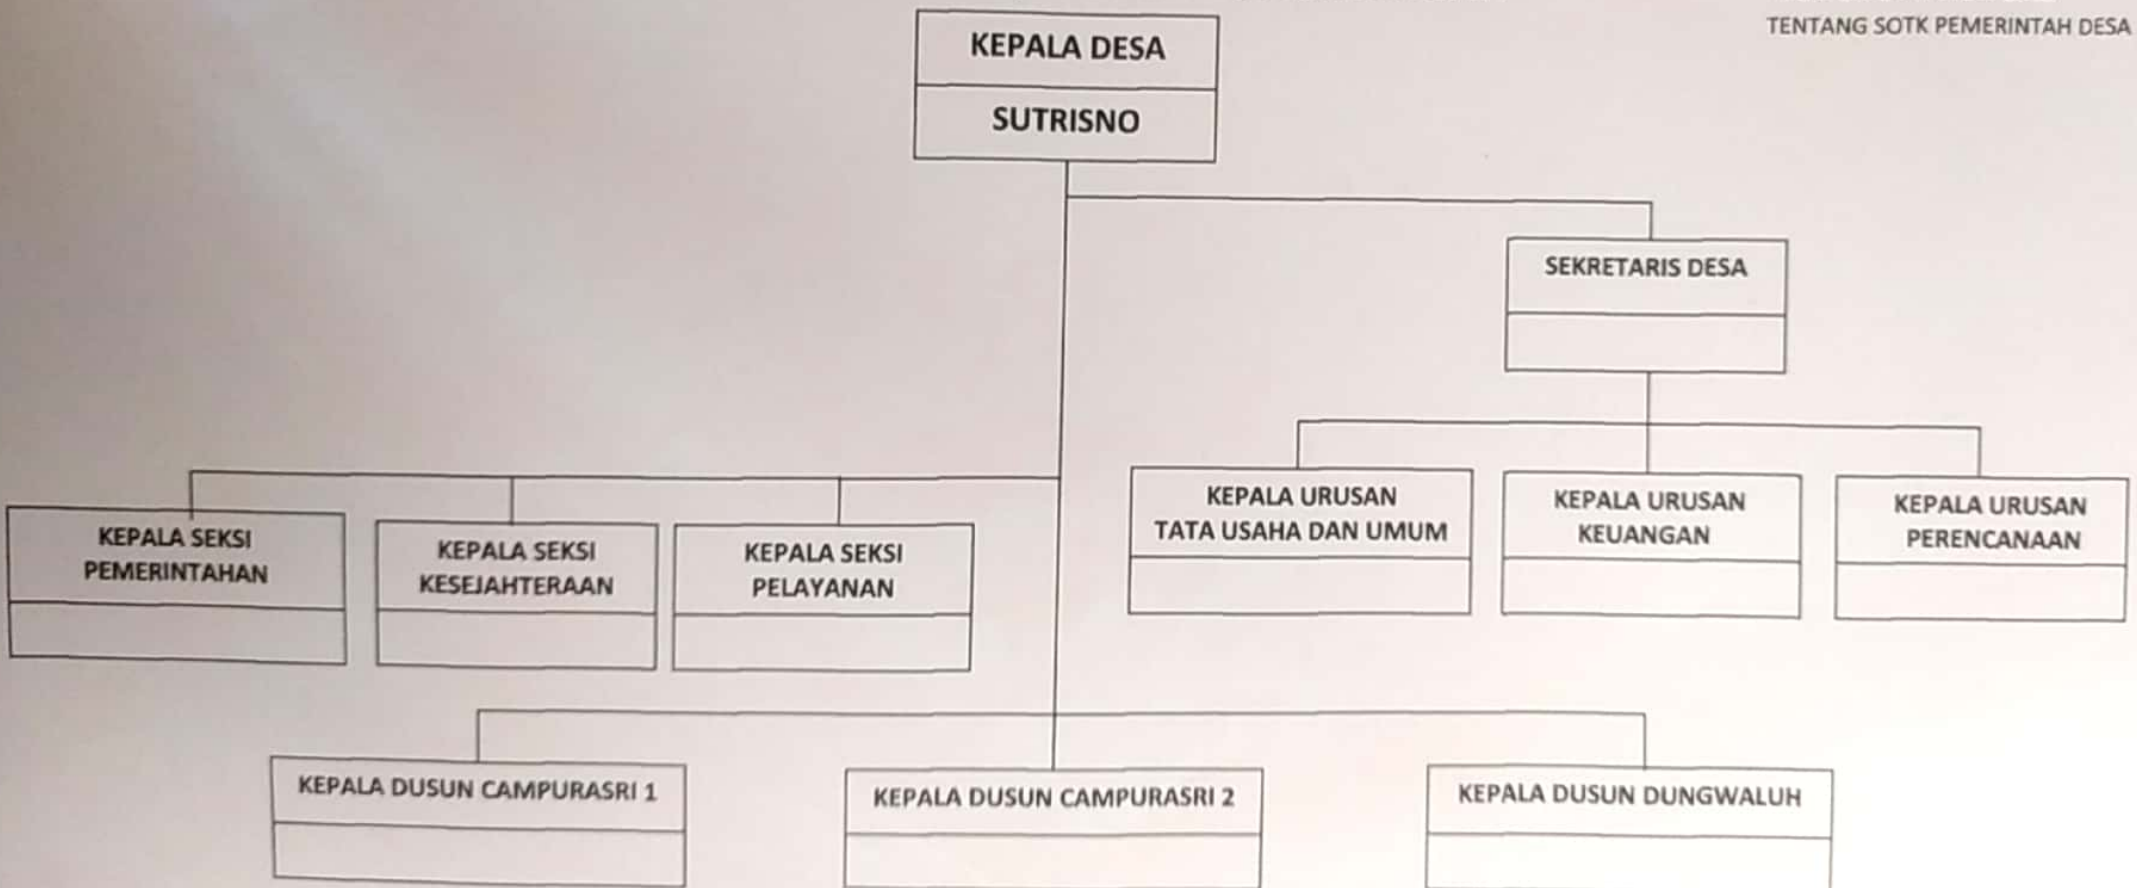 TENTANG SOTK PEMERINTAH DESA
KEPALA DESA
SUTRISNO
SEKRETARIS DESA
KEPALA SEKSI
PEMERINTAHAN
KEPALA SEKSI
KESEJAHTERAAN
KEPALA SEKSI
PELAYANAN
KEPALA URUSAN
TATA USAHA DAN UMUM
KEPALA URUSAN
KEUANGAN
KEPALA URUSAN
PERENCANAAN
KEPALA DUSUN CAMPURASRI 1
KEPALA DUSUN CAMPURASRI 2
KEPALA DUSUN DUNGWALUH